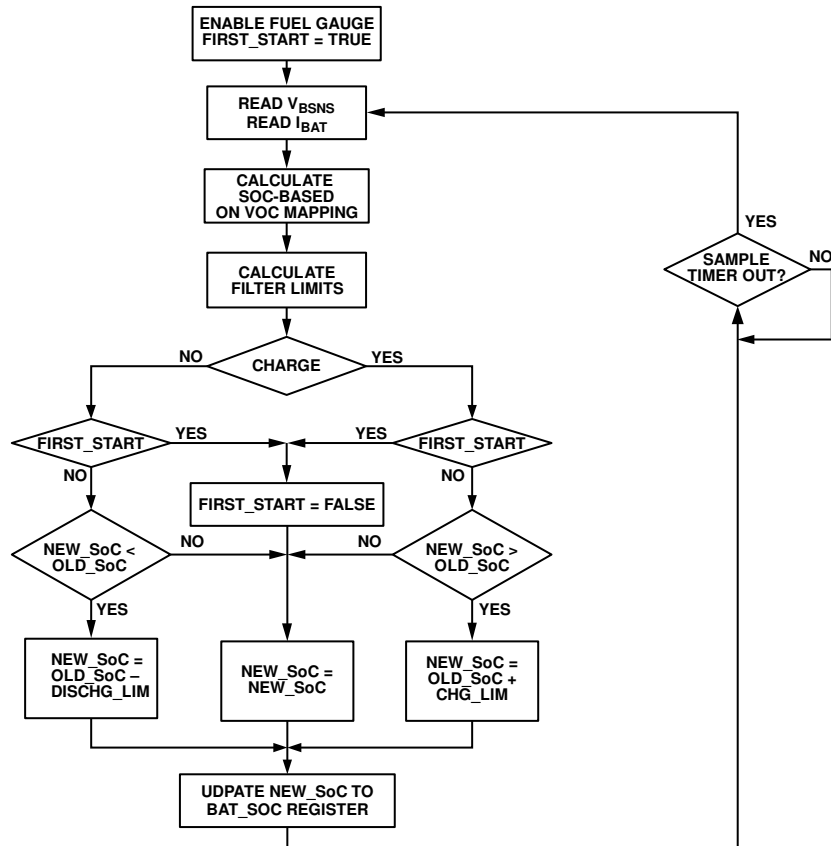 ENABLE FUEL GAUGE
FIRST_START = TRUE
READ VBSNS
READ IBAT
CALCULATE
SOC-BASED
ON VOC MAPPING
YES
SAMPLE
TIMER OUT?
NO
CALCULATE
FILTER LIMITS
NO
CHARGE
YES
FIRST_START
YES
YES
FIRST_START
NO
NO
FIRST_START = FALSE
NEW_SoC <
OLD_SoC
NO
NO
NEW_SoC >
OLD_SoC
YES
YES
NEW_SoC =
OLD_SoC –
DISCHG_LIM
NEW_SoC =
NEW_SoC
NEW_SoC =
OLD_SoC +
CHG_LIM
UDPATE NEW_SoC TO
BAT_SOC REGISTER